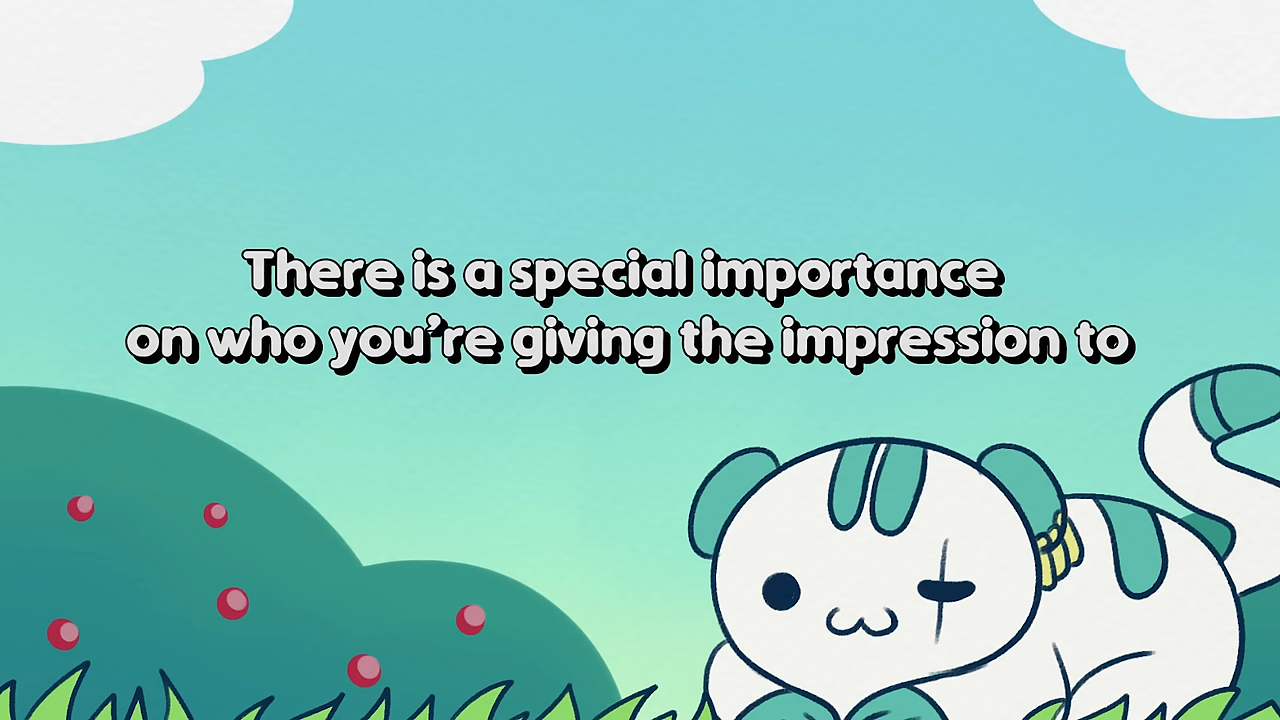 There is a special importance
on who you’re giving the impression to